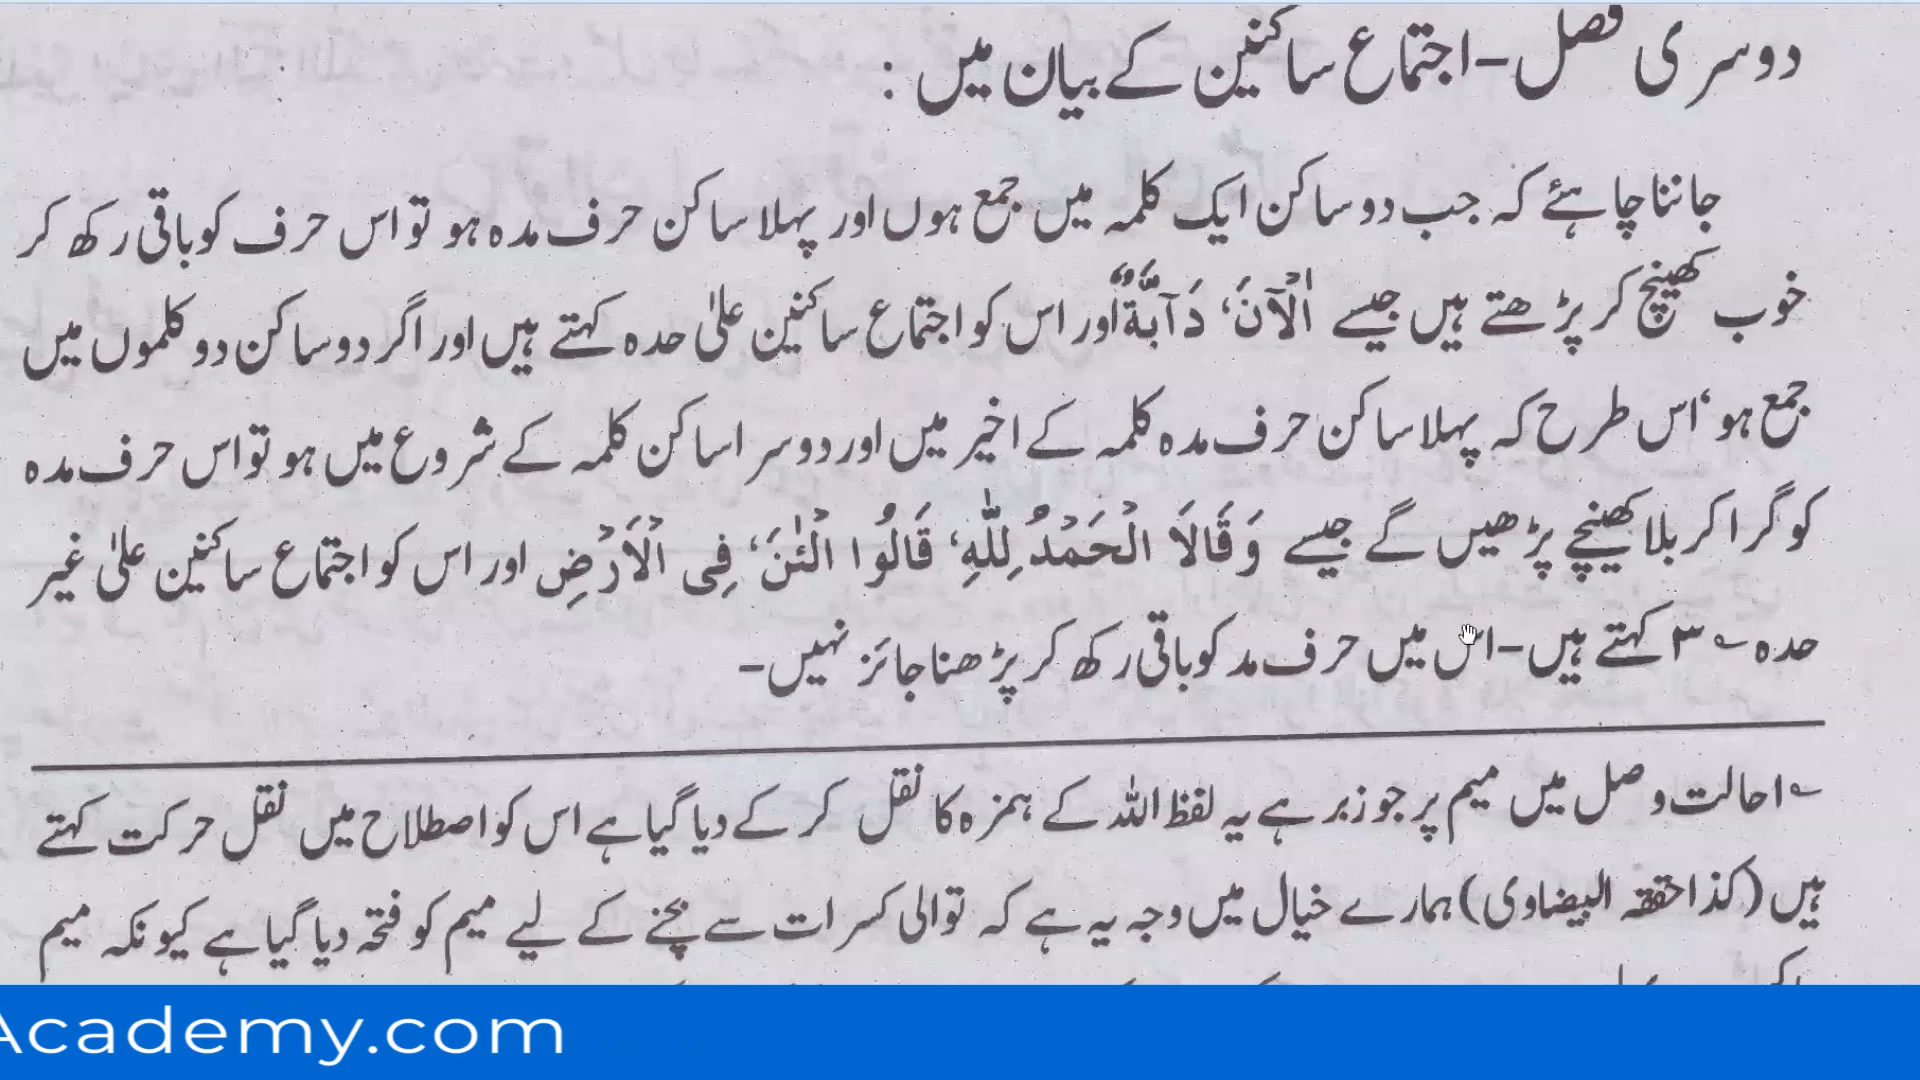 دوسری فصل-اجتماع ساکنین کے بیان میں :
جاننا چاہئے کہ جب دو ساکن ایک کلمہ میں جمع ہوں اور پہلا ساکن حرف مدہ ہو تو اس حرف کو باقی رکھ کر
خوب کھینچ کر پڑھتے ہیں جیسے اٰلْآنَ، دَآبَّةٌ اور اس کو اجتماع ساکنین علیٰ حدہ کہتے ہیں اور اگر دو ساکن دو کلموں میں
جمع ہو، اس طرح کہ پہلا ساکن حرف مدہ کلمہ کے اخیر میں اور دوسرا ساکن کلمہ کے شروع میں ہو تو اس حرف مدہ
کو گرا کر بلا کھینچے پڑھیں گے جیسے وَقَالَا الْحَمْدُ لِلّٰهِ، قَالُوا الْئٰنَ، فِی الْاَرْضِ اور اس کو اجتماع ساکنین علیٰ غیر
حدہ ؎۳ کہتے ہیں-اس میں حرف مد کو باقی رکھ کر پڑھنا جائز نہیں-
؎۱ حالت وصل میں میم پر جو زبر ہے یہ لفظ اللہ کے ہمزہ کا نقل کر کے دیا گیا ہے اس کو اصطلاح میں نقل حرکت کہتے
ہیں (کذا حققہ البیضاوی) ہمارے خیال میں وجہ یہ ہے کہ توالی کسرات سے بچنے کے لیے میم کو فتحہ دیا گیا ہے کیونکہ میم
Academy.com